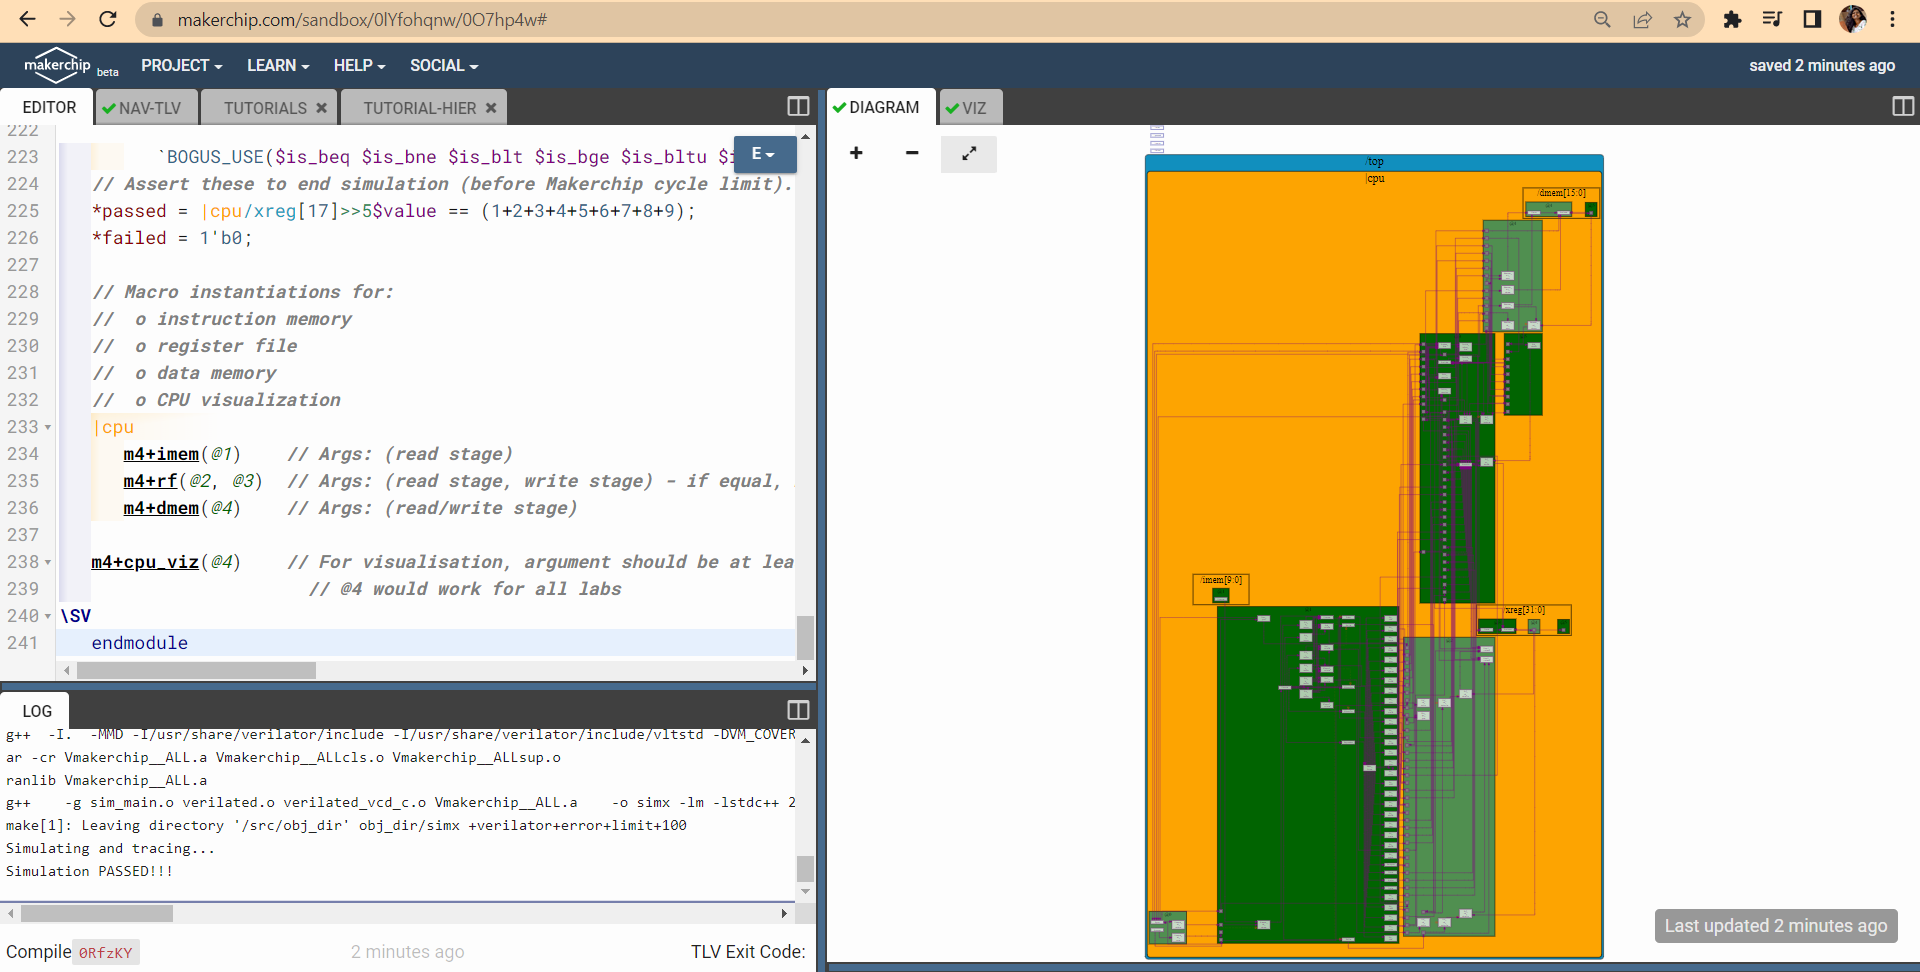 makerchip.com/sandbox/0lYfohqnw/0O7hp4w#
makerchip beta PROJECT LEARN HELP SOCIAL saved 2 minutes ago
EDITOR NAV-TLV TUTORIALS TUTORIAL-HIER
222
223 `BOGUS_USE($is_beq $is_bne $is_blt $is_bge $is_bltu $i
E
224 // Assert these to end simulation (before Makerchip cycle limit).
225 *passed = |cpu/xreg[17]>>5$value == (1+2+3+4+5+6+7+8+9);
226 *failed = 1'b0;
227
228 // Macro instantiations for:
229 // o instruction memory
230 // o register file
231 // o data memory
232 // o CPU visualization
233 |cpu
234 m4+imem(@1) // Args: (read stage)
235 m4+rf(@2, @3) // Args: (read stage, write stage) - if equal,
236 m4+dmem(@4) // Args: (read/write stage)
237
238 m4+cpu_viz(@4) // For visualisation, argument should be at lea
239 // @4 would work for all labs
240 \SV
241 endmodule
LOG
g++ -I. -MMD -I/usr/share/verilator/include -I/usr/share/verilator/include/vltstd -DVM_COVER
ar -cr Vmakerchip__ALL.a Vmakerchip__ALLcls.o Vmakerchip__ALLsup.o
ranlib Vmakerchip__ALL.a
g++ -g sim_main.o verilated.o verilated_vcd_c.o Vmakerchip__ALL.a -o simx -lm -lstdc++ 2
make[1]: Leaving directory '/src/obj_dir' obj_dir/simx +verilator+error+limit+100
Simulating and tracing...
Simulation PASSED!!!
Compile 0RfzKY 2 minutes ago TLV Exit Code:
DIAGRAM VIZ
/top
|cpu
/dmem[15:0]
/imem[9:0]
xreg[31:0]
Last updated 2 minutes ago